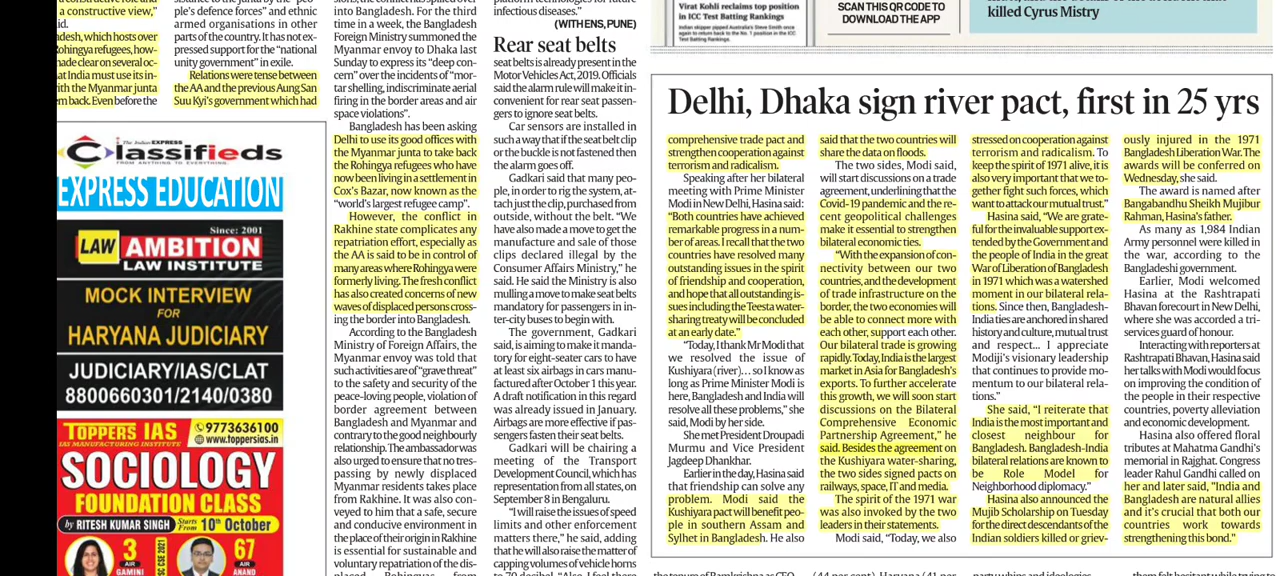 a constructive view,"
said.
desh, which hosts over
Rohingya refugees, how-
made clear on several oc-
at India must use its in-
ith the Myanmar junta
em back. Even before the
ple's defence forces" and ethnic
armed organisations in other
parts of the country. It has not ex-
pressed support for the "national
unity government" in exile.
Relations were tense between
the AA and the previous Aung San
Suu Kyi's government which had
The Indian EXPRESS
Classifieds
FROM ANYTHING TO EVERYTHING.
EXPRESS EDUCATION
Since: 2001
LAW AMBITION
LAW INSTITUTE
MOCK INTERVIEW
FOR
HARYANA JUDICIARY
JUDICIARY/IAS/CLAT
8800660301/2140/0380
TOPPERS IAS
IAS MANUFACTURING INSTITUTE
9773636100
www.toppersias.in
SOCIOLOGY
FOUNDATION CLASS
by RITESH KUMAR SINGH Starts From 10th October
3
GAMINI
CSE 2021
67
ANAND
into Bangladesh. For the third
time in a week, the Bangladesh
Foreign Ministry summoned the
Myanmar envoy to Dhaka last
Sunday to express its "deep con-
cern" over the incidents of "mor-
tar shelling, indiscriminate aerial
firing in the border areas and air
space violations".
Bangladesh has been asking
Delhi to use its good offices with
the Myanmar junta to take back
the Rohingya refugees who have
now been living in a settlement in
Cox's Bazar, now known as the
"world's largest refugee camp".
However, the conflict in
Rakhine state complicates any
repatriation effort, especially as
the AA is said to be in control of
many areas where Rohingya were
formerly living. The fresh conflict
has also created concerns of new
waves of displaced persons cross-
ing the border into Bangladesh.
According to the Bangladesh
Ministry of Foreign Affairs, the
Myanmar envoy was told that
such activities are of "grave threat"
to the safety and security of the
peace-loving people, violation of
border agreement between
Bangladesh and Myanmar and
contrary to the good neighbourly
relationship. The ambassador was
also urged to ensure that no tres-
passing by newly displaced
Myanmar residents takes place
from Rakhine. It was also con-
veyed to him that a safe, secure
and conducive environment in
the place of their origin in Rakhine
is essential for sustainable and
voluntary repatriation of the dis-
placed Rohingyas from
infectious diseases."
(WITH ENS, PUNE)
Rear seat belts
seat belts is already present in the
Motor Vehicles Act, 2019. Officials
said the alarm rule will make it in-
convenient for rear seat passen-
gers to ignore seat belts.
Car sensors are installed in
such a way that if the seat belt clip
or the buckle is not fastened then
the alarm goes off.
Gadkari said that many peo-
ple, in order to rig the system, at-
tach just the clip, purchased from
outside, without the belt. "We
have also made a move to get the
manufacture and sale of those
clips declared illegal by the
Consumer Affairs Ministry," he
said. He said the Ministry is also
mulling a move to make seat belts
mandatory for passengers in in-
ter-city buses to begin with.
The government, Gadkari
said, is aiming to make it manda-
tory for eight-seater cars to have
at least six airbags in cars manu-
factured after October 1 this year.
A draft notification in this regard
was already issued in January.
Airbags are more effective if pas-
sengers fasten their seat belts.
Gadkari will be chairing a
meeting of the Transport
Development Council, which has
representation from all states, on
September 8 in Bengaluru.
"I will raise the issues of speed
limits and other enforcement
matters there," he said, adding
that he will also raise the matter of
capping volumes of vehicle horns
to 70 decibel. "Also, I feel there
Virat Kohli reclaims top position
in ICC Test Batting Rankings
Indian skipper pipped Australia's Steve Smith once
again to return back to the No. 1 position in the ICC
Test Batting Rankings.
SCAN THIS QR CODE TO
DOWNLOAD THE APP
killed Cyrus Mistry
Delhi, Dhaka sign river pact, first in 25 yrs
comprehensive trade pact and
strengthen cooperation against
terrorism and radicalism.
Speaking after her bilateral
meeting with Prime Minister
Modi in New Delhi, Hasina said:
"Both countries have achieved
remarkable progress in a num-
ber of areas. I recall that the two
countries have resolved many
outstanding issues in the spirit
of friendship and cooperation,
and hope that all outstanding is-
sues including the Teesta water-
sharing treaty will be concluded
at an early date."
"Today, I thank Mr Modi that
we resolved the issue of
Kushiyara (river)... so I know as
long as Prime Minister Modi is
here, Bangladesh and India will
resolve all these problems," she
said, Modi by her side.
She met President Droupadi
Murmu and Vice President
Jagdeep Dhankhar.
Earlier in the day, Hasina said
that friendship can solve any
problem. Modi said the
Kushiyara pact will benefit peo-
ple in southern Assam and
Sylhet in Bangladesh. He also
said that the two countries will
share the data on floods.
The two sides, Modi said,
will start discussions on a trade
agreement, underlining that the
Covid-19 pandemic and the re-
cent geopolitical challenges
make it essential to strengthen
bilateral economic ties.
"With the expansion of con-
nectivity between our two
countries, and the development
of trade infrastructure on the
border, the two economies will
be able to connect more with
each other, support each other.
Our bilateral trade is growing
rapidly. Today, India is the largest
market in Asia for Bangladesh's
exports. To further accelerate
this growth, we will soon start
discussions on the Bilateral
Comprehensive Economic
Partnership Agreement," he
said. Besides the agreement on
the Kushiyara water-sharing,
the two sides signed pacts on
railways, space, IT and media.
The spirit of the 1971 war
was also invoked by the two
leaders in their statements.
Modi said, "Today, we also
stressed on cooperation against
terrorism and radicalism. To
keep the spirit of 1971 alive, it is
also very important that we to-
gether fight such forces, which
want to attack our mutual trust."
Hasina said, "We are grate-
ful for the invaluable support ex-
tended by the Government and
the people of India in the great
War of Liberation of Bangladesh
in 1971 which was a watershed
moment in our bilateral rela-
tions. Since then, Bangladesh-
India ties are anchored in shared
history and culture, mutual trust
and respect... I appreciate
Modiji's visionary leadership
that continues to provide mo-
mentum to our bilateral rela-
tions."
She said, "I reiterate that
India is the most important and
closest neighbour for
Bangladesh. Bangladesh-India
bilateral relations are known to
be Role Model for
Neighborhood diplomacy."
Hasina also announced the
Mujib Scholarship on Tuesday
for the direct descendants of the
Indian soldiers killed or griev-
ously injured in the 1971
Bangladesh Liberation War. The
awards will be conferred on
Wednesday, she said.
The award is named after
Bangabandhu Sheikh Mujibur
Rahman, Hasina's father.
As many as 1,984 Indian
Army personnel were killed in
the war, according to the
Bangladeshi government.
Earlier, Modi welcomed
Hasina at the Rashtrapati
Bhavan forecourt in New Delhi,
where she was accorded a tri-
services guard of honour.
Interacting with reporters at
Rashtrapati Bhavan, Hasina said
her talks with Modi would focus
on improving the condition of
the people in their respective
countries, poverty alleviation
and economic development.
Hasina also offered floral
tributes at Mahatma Gandhi's
memorial in Rajghat. Congress
leader Rahul Gandhi called on
her and later said, "India and
Bangladesh are natural allies
and it's crucial that both our
countries work towards
strengthening this bond."